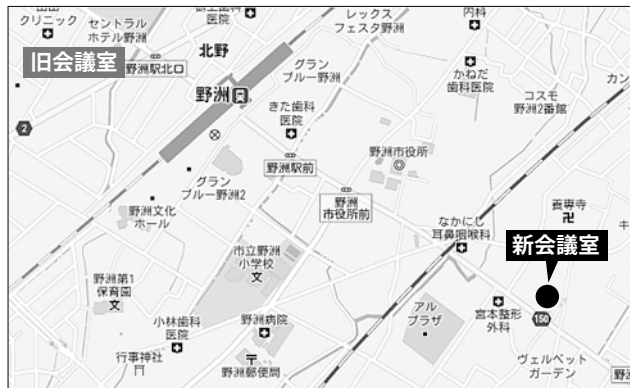 クリニック
セントラル
ホテル野洲
医院
レックス
フェスタ野洲
内科
北野
旧会議室
野洲駅北口
グラン
ブルー野洲
かねだ
歯科医院
カン
コスモ
野洲2番館
野洲
きた歯科
医院
2
野洲駅前
野洲市役所
グラン
ブルー野洲2
野洲
市役所前
野洲文化
ホール
善専寺
なかにし
耳鼻咽喉科
キ
新会議室
市立野洲
小学校
文
野洲第1
保育園
文
アル
プラザ
宮本整形
外科
150
小林歯科
医院
野洲病院
行事神社
野洲郵便局
ヴェルベット
ガーデン
野